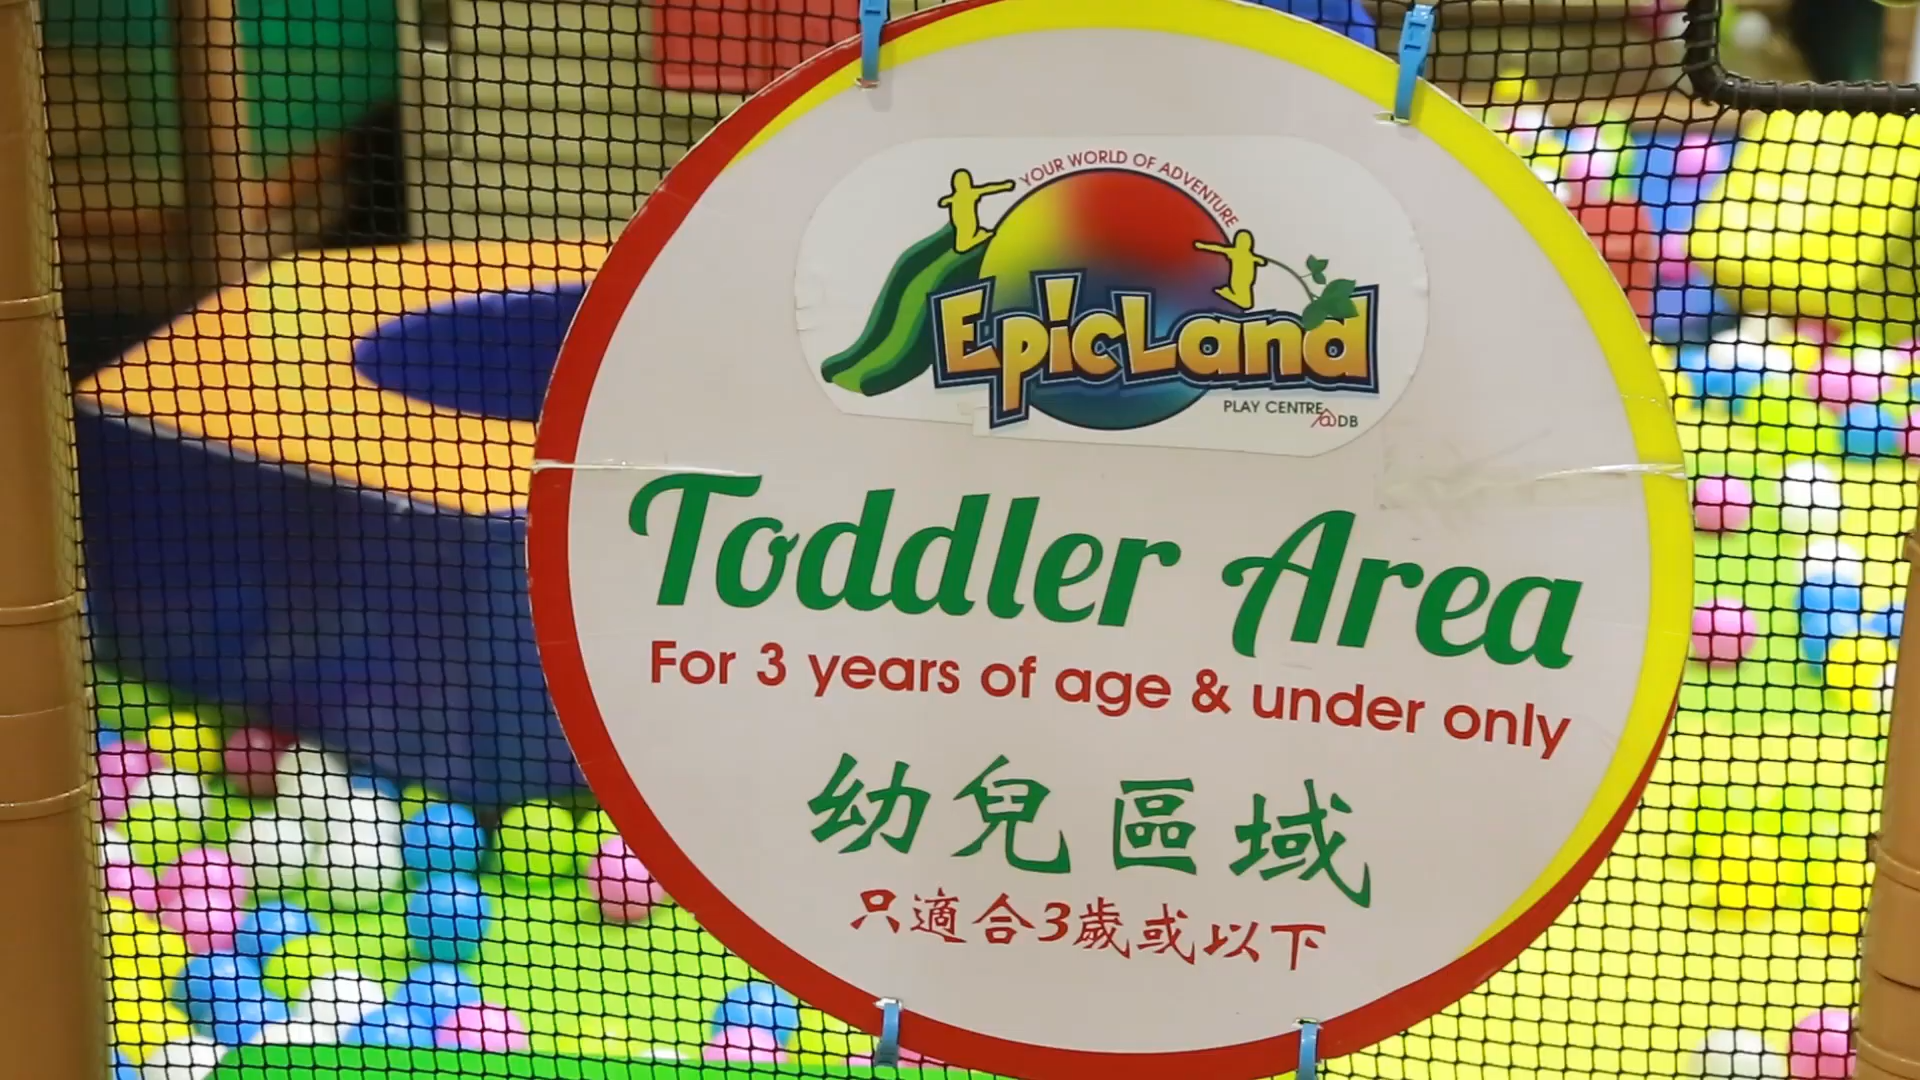 YOUR WORLD OF ADVENTURE
EpicLand
PLAY CENTRE @DB
Toddler Area
For 3 years of age & under only
幼兒區域
只適合3歲或以下